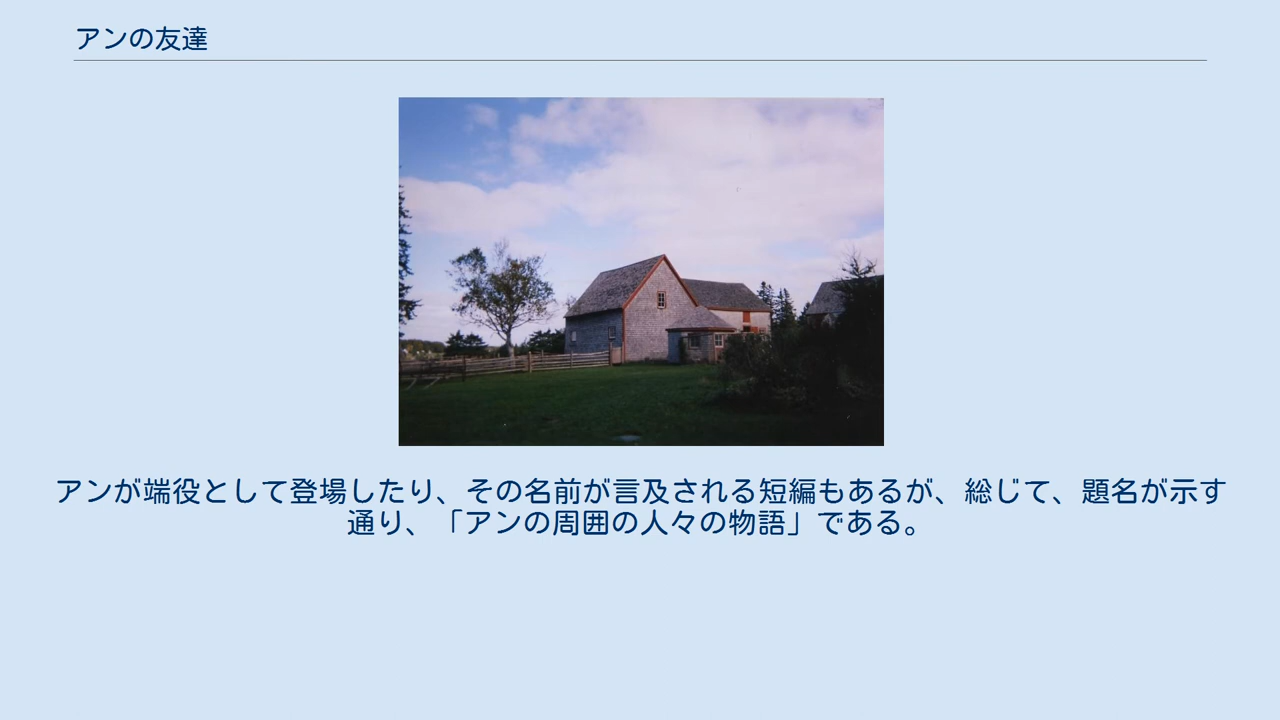 アンの友達
アンが端役として登場したり、その名前が言及される短編もあるが、総じて、題名が示す
通り、「アンの周囲の人々の物語」である。